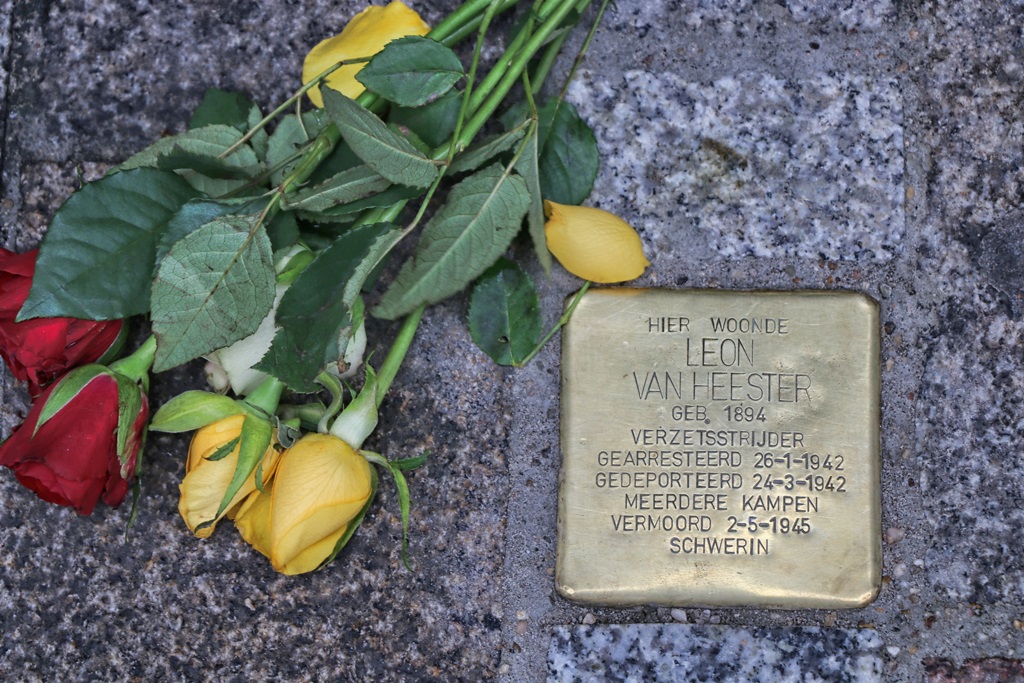 HIER WOONDE
LEON
VAN HEESTER
GEB. 1894
VERZETSSTRIJDER
GEARRESTEERD 26-1-1942
GEDEPORTEERD 24-3-1942
MEERDERE KAMPEN
VERMOORD 2-5-1945
SCHWERIN